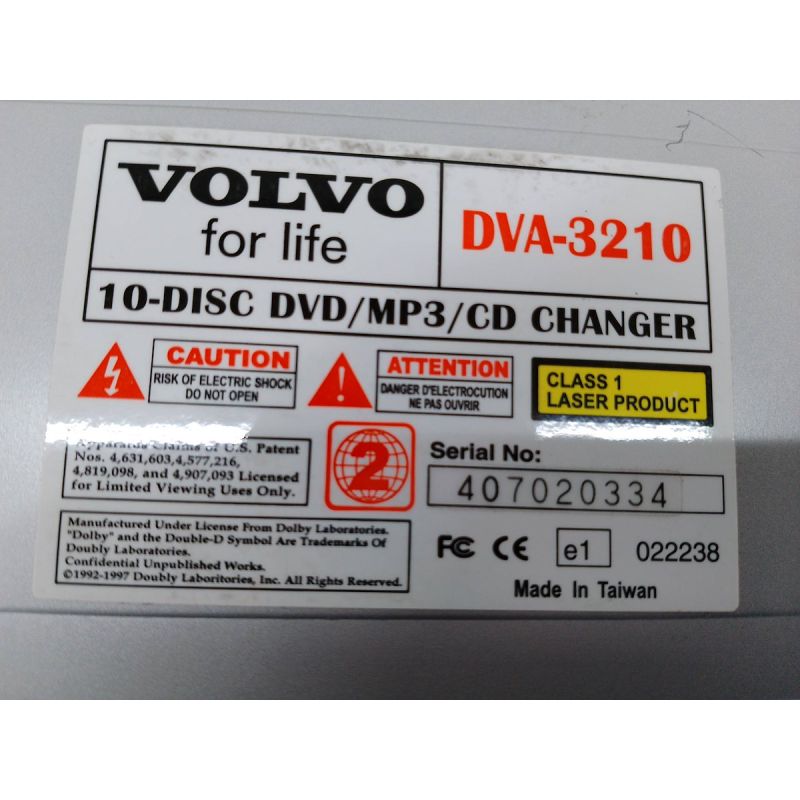 VOLVO
for life
DVA-3210
10-DISC DVD/MP3/CD CHANGER
CAUTION
RISK OF ELECTRIC SHOCK
DO NOT OPEN
ATTENTION
DANGER D'ELECTROCUTION
NE PAS OUVRIR
CLASS 1
LASER PRODUCT
Apparatus Claims of U.S. Patent
Nos. 4,631,603,4,577,216,
4,819,098, and 4,907,093 Licensed
for Limited Viewing Uses Only.
2
Serial No:
407020334
Manufactured Under License From Dolby Laboratories.
"Dolby" and the Double-D Symbol Are Trademarks Of
Doubly Laboratories.
Confidential Unpublished Works.
©1992-1997 Doubly Laboritories, Inc. All Rights Reserved.
FC CE e1 022238
Made In Taiwan